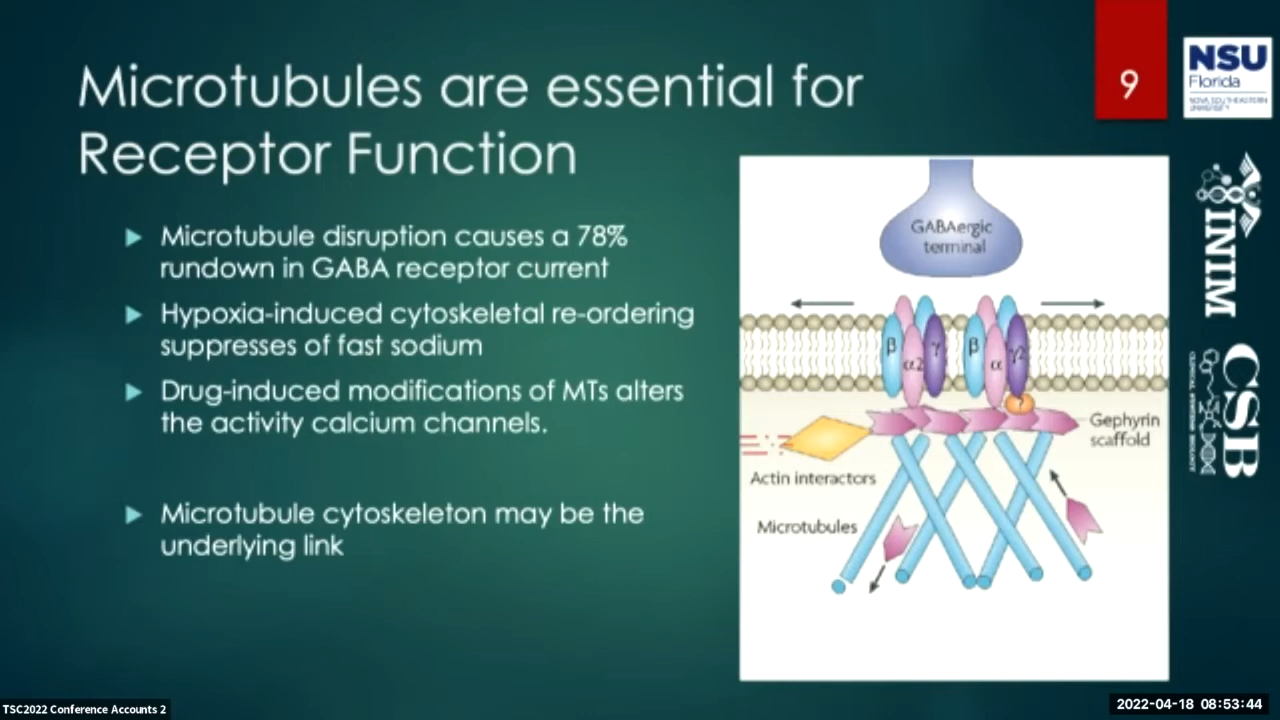 Microtubules are essential for
Receptor Function
9
NSU
Florida
NOVA SOUTHEASTERN
UNIVERSITY
INIM
CSB
Microtubule disruption causes a 78%
rundown in GABA receptor current
Hypoxia-induced cytoskeletal re-ordering
suppresses of fast sodium
Drug-induced modifications of MTs alters
the activity calcium channels.
Microtubule cytoskeleton may be the
underlying link
GABAergic
terminal
β
α2
γ
β
α
γ2
?
Gephyrin
scaffold
Actin interactors
Microtubules
TSC2022 Conference Accounts 2
2022-04-18 08:53:44